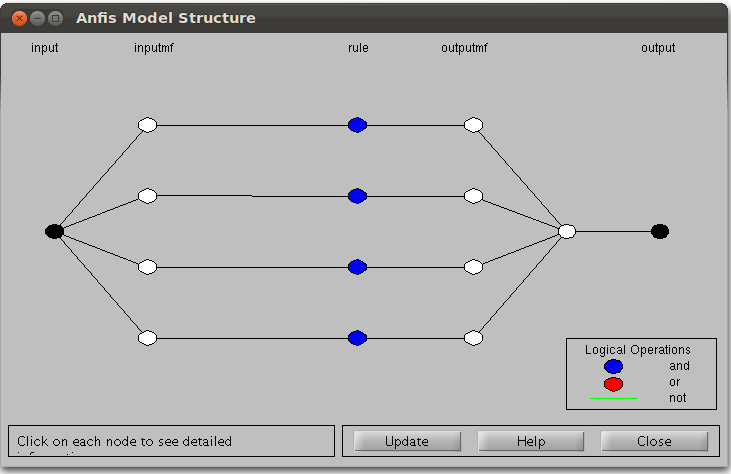 Anfis Model Structure
input inputmf rule outputmf output
Logical Operations
and
or
not
Click on each node to see detailed
Update Help Close